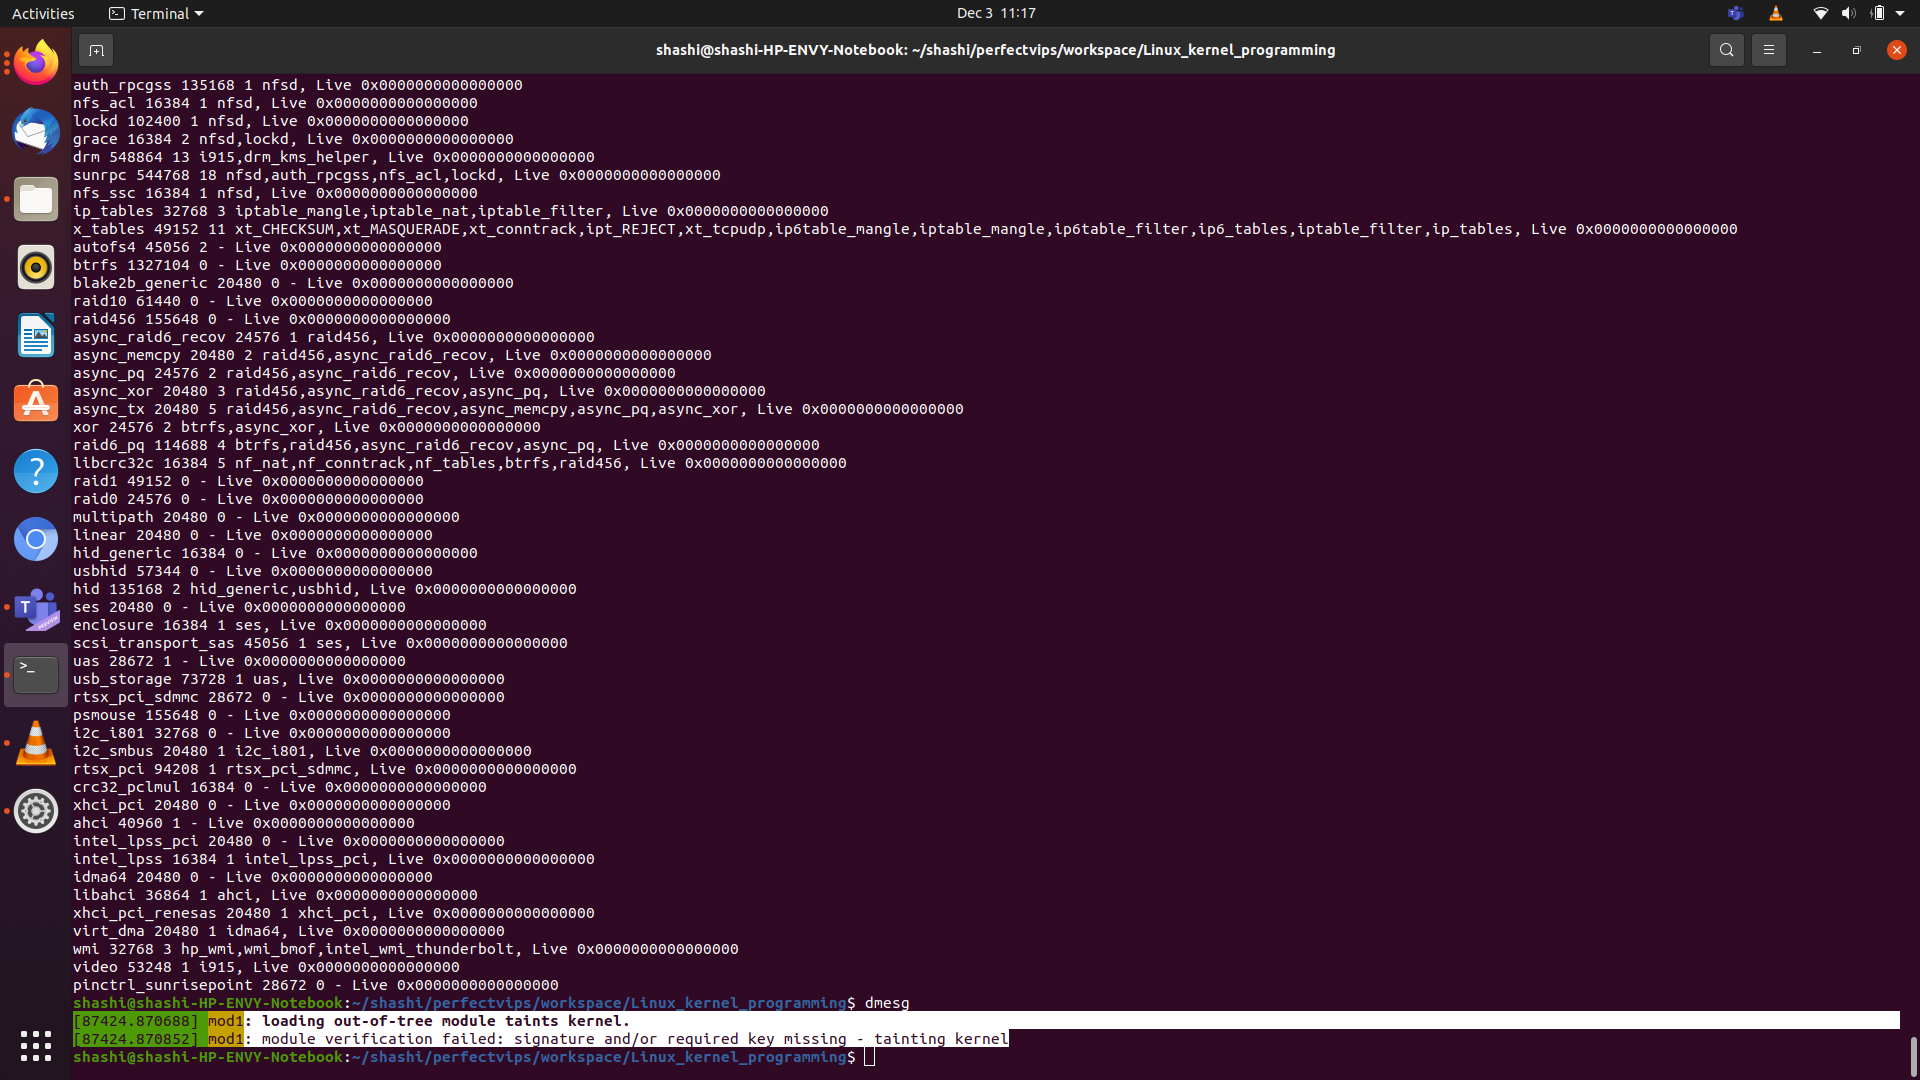 Activities
Terminal
Dec 3 11:17
shashi@shashi-HP-ENVY-Notebook: ~/shashi/perfectvips/workspace/Linux_kernel_programming
auth_rpcgss 135168 1 nfsd, Live 0x0000000000000000
nfs_acl 16384 1 nfsd, Live 0x0000000000000000
lockd 102400 1 nfsd, Live 0x0000000000000000
grace 16384 2 nfsd,lockd, Live 0x0000000000000000
drm 548864 13 i915,drm_kms_helper, Live 0x0000000000000000
sunrpc 544768 18 nfsd,auth_rpcgss,nfs_acl,lockd, Live 0x0000000000000000
nfs_ssc 16384 1 nfsd, Live 0x0000000000000000
ip_tables 32768 3 iptable_mangle,iptable_nat,iptable_filter, Live 0x0000000000000000
x_tables 49152 11 xt_CHECKSUM,xt_MASQUERADE,xt_conntrack,ipt_REJECT,xt_tcpudp,ip6table_mangle,iptable_mangle,ip6table_filter,ip6_tables,iptable_filter,ip_tables, Live 0x0000000000000000
autofs4 45056 2 - Live 0x0000000000000000
btrfs 1327104 0 - Live 0x0000000000000000
blake2b_generic 20480 0 - Live 0x0000000000000000
raid10 61440 0 - Live 0x0000000000000000
raid456 155648 0 - Live 0x0000000000000000
async_raid6_recov 24576 1 raid456, Live 0x0000000000000000
async_memcpy 20480 2 raid456,async_raid6_recov, Live 0x0000000000000000
async_pq 24576 2 raid456,async_raid6_recov, Live 0x0000000000000000
async_xor 20480 3 raid456,async_raid6_recov,async_pq, Live 0x0000000000000000
async_tx 20480 5 raid456,async_raid6_recov,async_memcpy,async_pq,async_xor, Live 0x0000000000000000
xor 24576 2 btrfs,async_xor, Live 0x0000000000000000
raid6_pq 114688 4 btrfs,raid456,async_raid6_recov,async_pq, Live 0x0000000000000000
libcrc32c 16384 5 nf_nat,nf_conntrack,nf_tables,btrfs,raid456, Live 0x0000000000000000
raid1 49152 0 - Live 0x0000000000000000
raid0 24576 0 - Live 0x0000000000000000
multipath 20480 0 - Live 0x0000000000000000
linear 20480 0 - Live 0x0000000000000000
hid_generic 16384 0 - Live 0x0000000000000000
usbhid 57344 0 - Live 0x0000000000000000
hid 135168 2 hid_generic,usbhid, Live 0x0000000000000000
ses 20480 0 - Live 0x0000000000000000
enclosure 16384 1 ses, Live 0x0000000000000000
scsi_transport_sas 45056 1 ses, Live 0x0000000000000000
uas 28672 1 - Live 0x0000000000000000
usb_storage 73728 1 uas, Live 0x0000000000000000
rtsx_pci_sdmmc 28672 0 - Live 0x0000000000000000
psmouse 155648 0 - Live 0x0000000000000000
i2c_i801 32768 0 - Live 0x0000000000000000
i2c_smbus 20480 1 i2c_i801, Live 0x0000000000000000
rtsx_pci 94208 1 rtsx_pci_sdmmc, Live 0x0000000000000000
crc32_pclmul 16384 0 - Live 0x0000000000000000
xhci_pci 20480 0 - Live 0x0000000000000000
ahci 40960 1 - Live 0x0000000000000000
intel_lpss_pci 20480 0 - Live 0x0000000000000000
intel_lpss 16384 1 intel_lpss_pci, Live 0x0000000000000000
idma64 20480 0 - Live 0x0000000000000000
libahci 36864 1 ahci, Live 0x0000000000000000
xhci_pci_renesas 20480 1 xhci_pci, Live 0x0000000000000000
virt_dma 20480 1 idma64, Live 0x0000000000000000
wmi 32768 3 hp_wmi,wmi_bmof,intel_wmi_thunderbolt, Live 0x0000000000000000
video 53248 1 i915, Live 0x0000000000000000
pinctrl_sunrisepoint 28672 0 - Live 0x0000000000000000
shashi@shashi-HP-ENVY-Notebook:~/shashi/perfectvips/workspace/Linux_kernel_programming$ dmesg
[87424.870688] mod1: loading out-of-tree module taints kernel.
[87424.870852] mod1: module verification failed: signature and/or required key missing - tainting kernel
shashi@shashi-HP-ENVY-Notebook:~/shashi/perfectvips/workspace/Linux_kernel_programming$